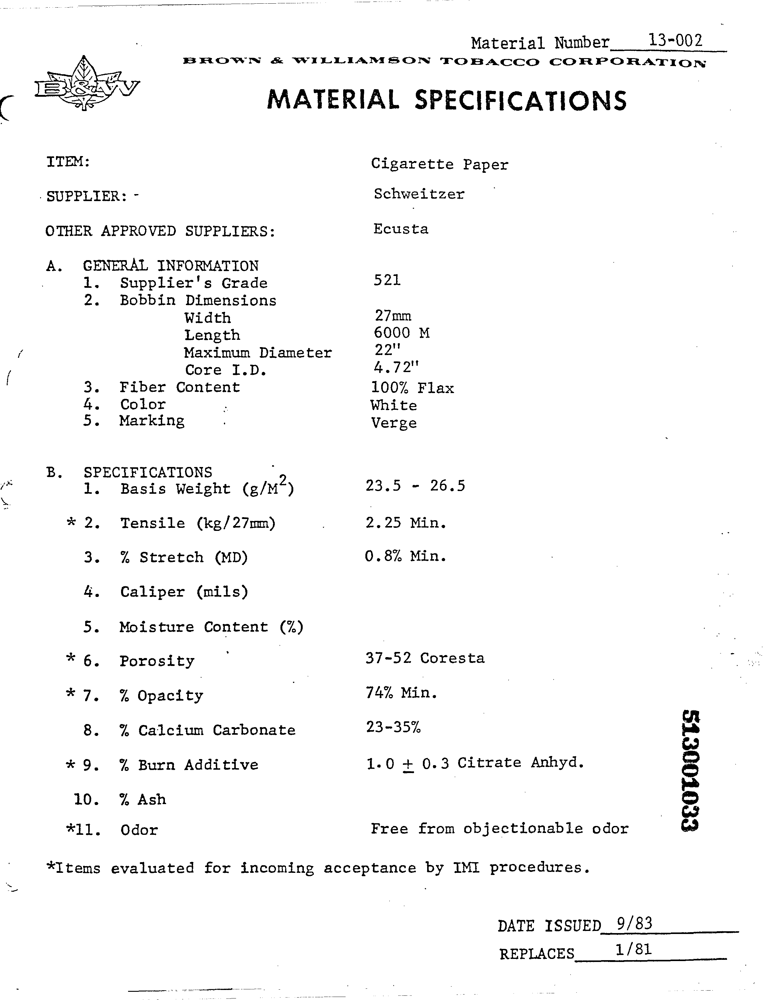 Material Number 13-002
BROWN & WILLIAMSON TOBACCO CORPORATION
B&W
MATERIAL SPECIFICATIONS
ITEM: Cigarette Paper
SUPPLIER: - Schweitzer
OTHER APPROVED SUPPLIERS: Ecusta
A. GENERAL INFORMATION
1. Supplier's Grade 521
2. Bobbin Dimensions
Width 27mm
Length 6000 M
Maximum Diameter 22"
Core I.D. 4.72"
3. Fiber Content 100% Flax
4. Color White
5. Marking Verge
B. SPECIFICATIONS
1. Basis Weight (g/M²) 23.5 - 26.5
* 2. Tensile (kg/27mm) 2.25 Min.
3. % Stretch (MD) 0.8% Min.
4. Caliper (mils)
5. Moisture Content (%)
* 6. Porosity 37-52 Coresta
* 7. % Opacity 74% Min.
8. % Calcium Carbonate 23-35%
* 9. % Burn Additive 1.0 ± 0.3 Citrate Anhyd.
10. % Ash
*11. Odor Free from objectionable odor
*Items evaluated for incoming acceptance by IMI procedures.
513001033
DATE ISSUED 9/83
REPLACES 1/81